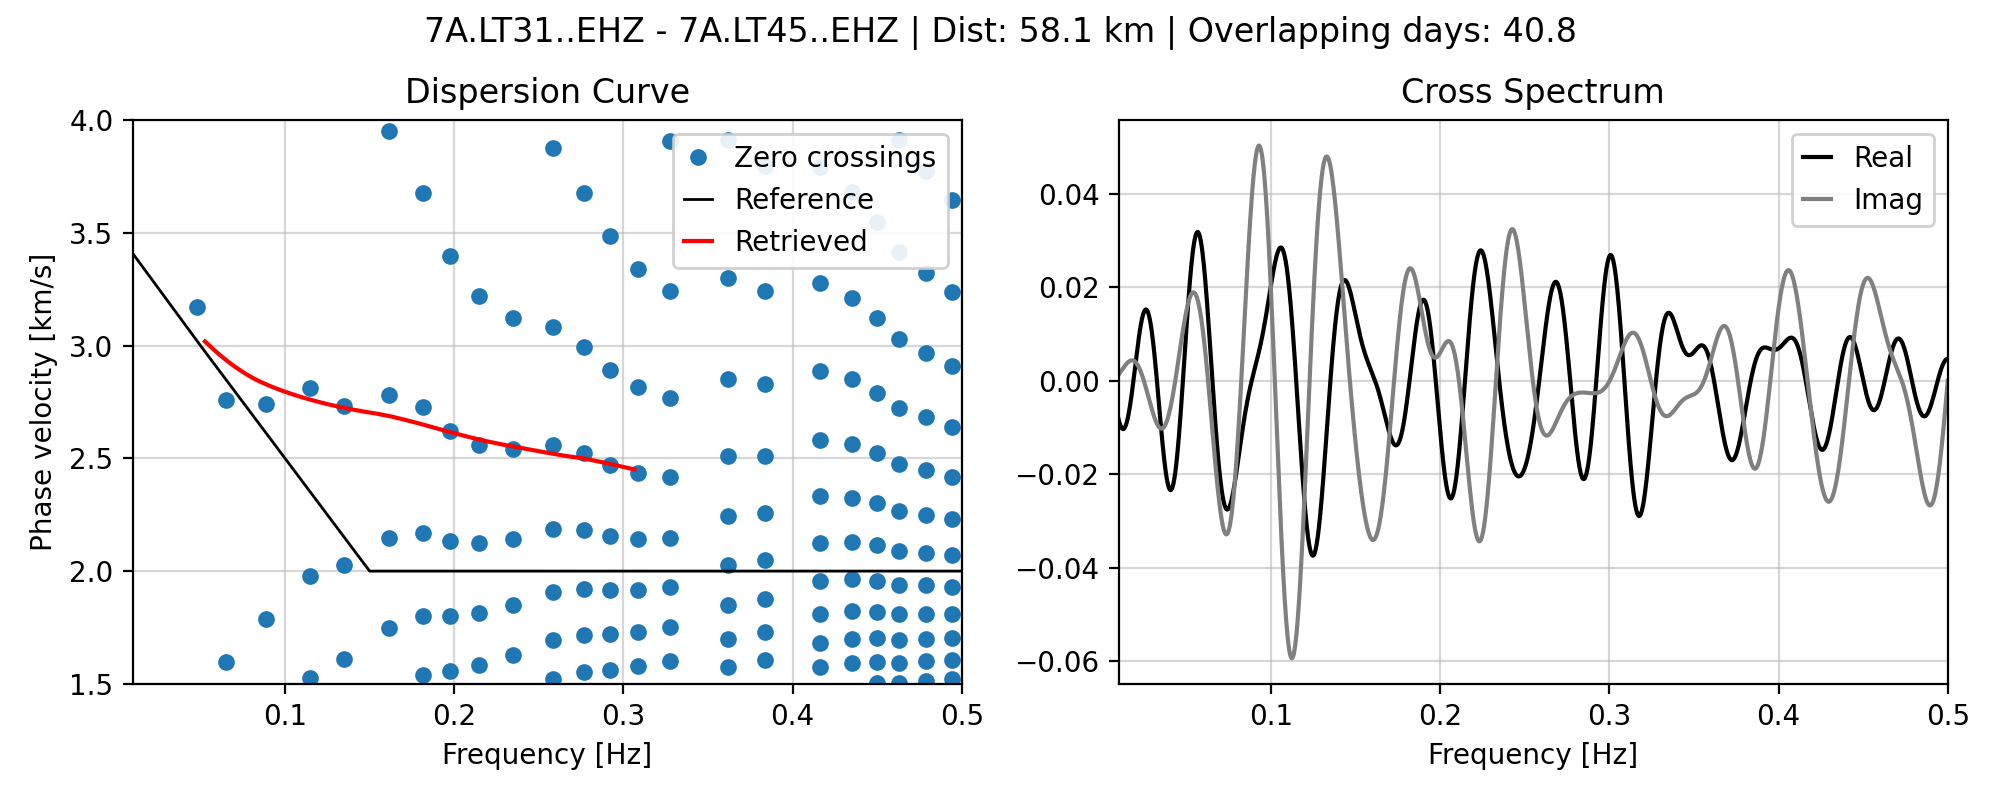 7A.LT31..EHZ - 7A.LT45..EHZ | Dist: 58.1 km | Overlapping days: 40.8
Dispersion Curve
4.0
3.5
3.0
2.5
2.0
1.5
Phase velocity [km/s]
Zero crossings
Reference
Retrieved
0.1
0.2
0.3
0.4
0.5
Frequency [Hz]
Cross Spectrum
0.04
0.02
0.00
−0.02
−0.04
−0.06
Real
Imag
0.1
0.2
0.3
0.4
0.5
Frequency [Hz]